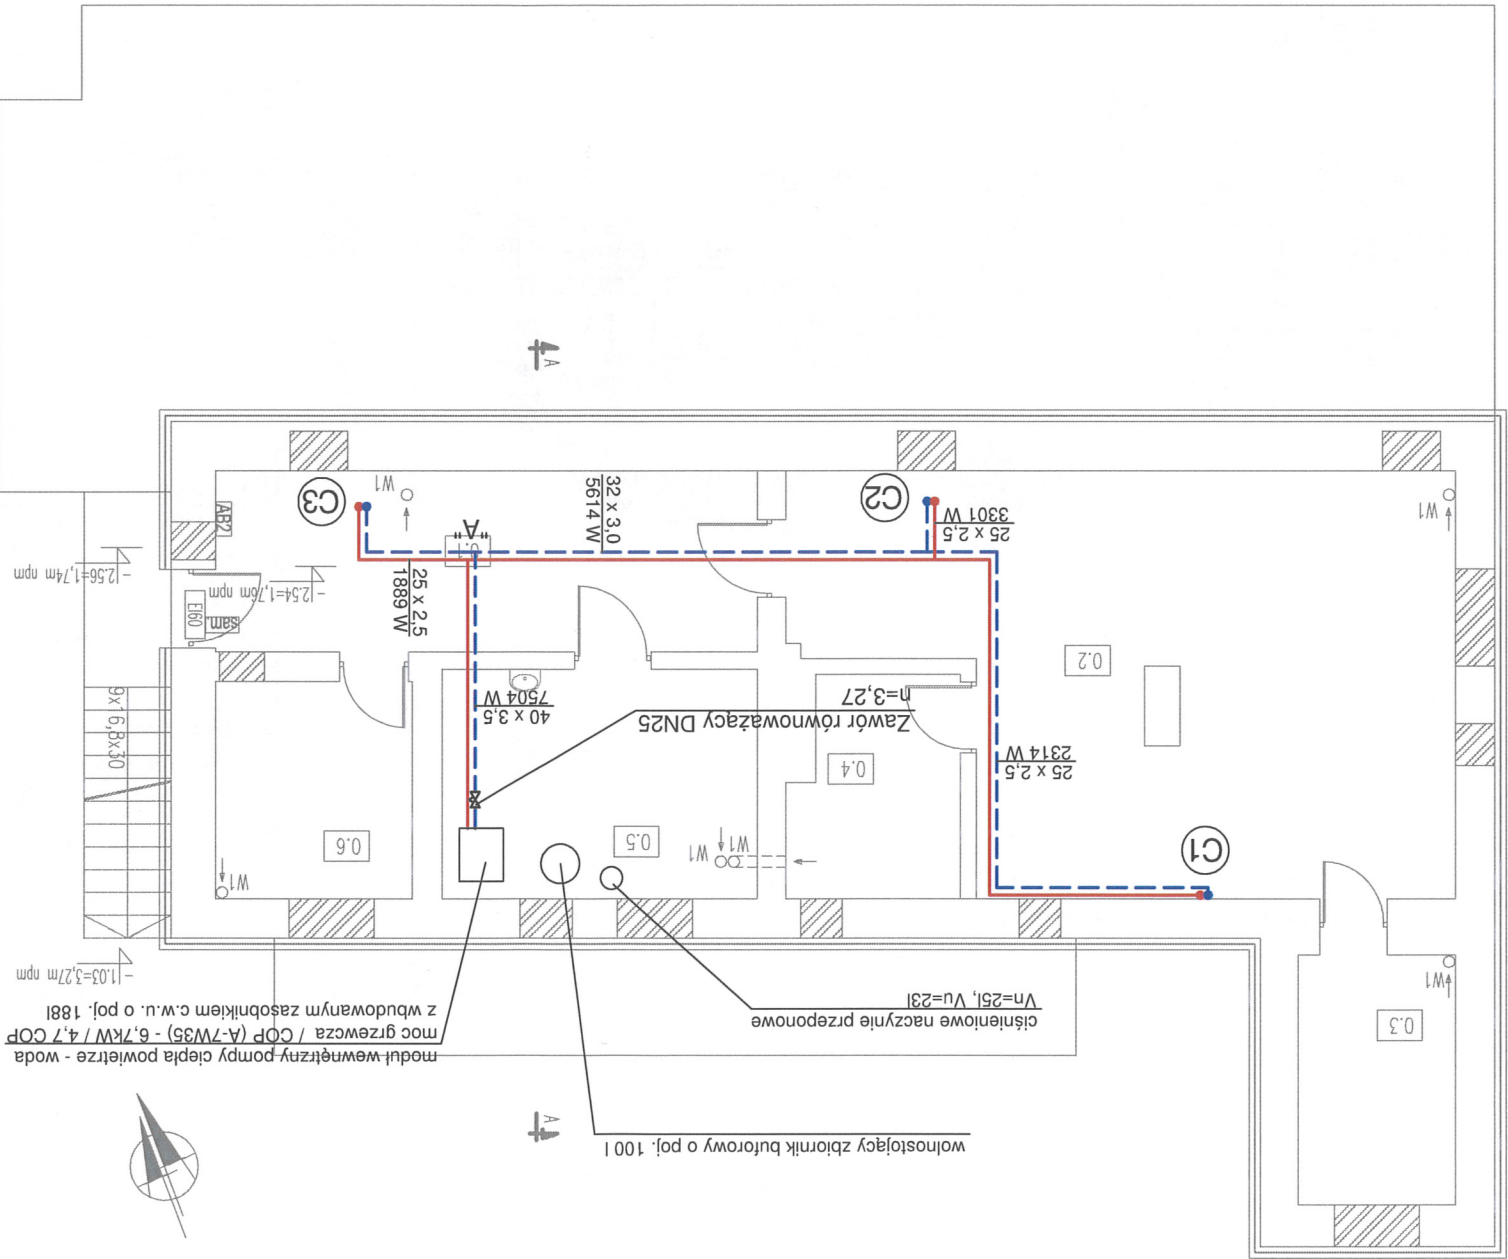 wolnostojący zbiornik buforowy o poj. 100 l
A
moduł wewnętrzny pompy ciepła powietrze - woda
moc grzewcza / COP (A-7W35) - 6,7kW / 4,7 COP
z wbudowanym zasobnikiem c.w.u. o poj. 188l
ciśnieniowe naczynie przeponowe
Vn=25l, Vu=23l
0.3
W1
-1.03=3,27m npm
C1
W1
0.6
0.5
W1
W1
0.4
25 x 2,5
2314 W
Zawór równoważący DN25
n=3,27
40 x 3,5
7504 W
9x16,8x30
0.2
sam.
EI60
-2.54=1,76m npm
-2.56=1,74m npm
25 x 2,5
1889 W
0.1
"A"
32 x 3,0
5614 W
25 x 2,5
3301 W
AB2
C3
W1
C2
W1
A